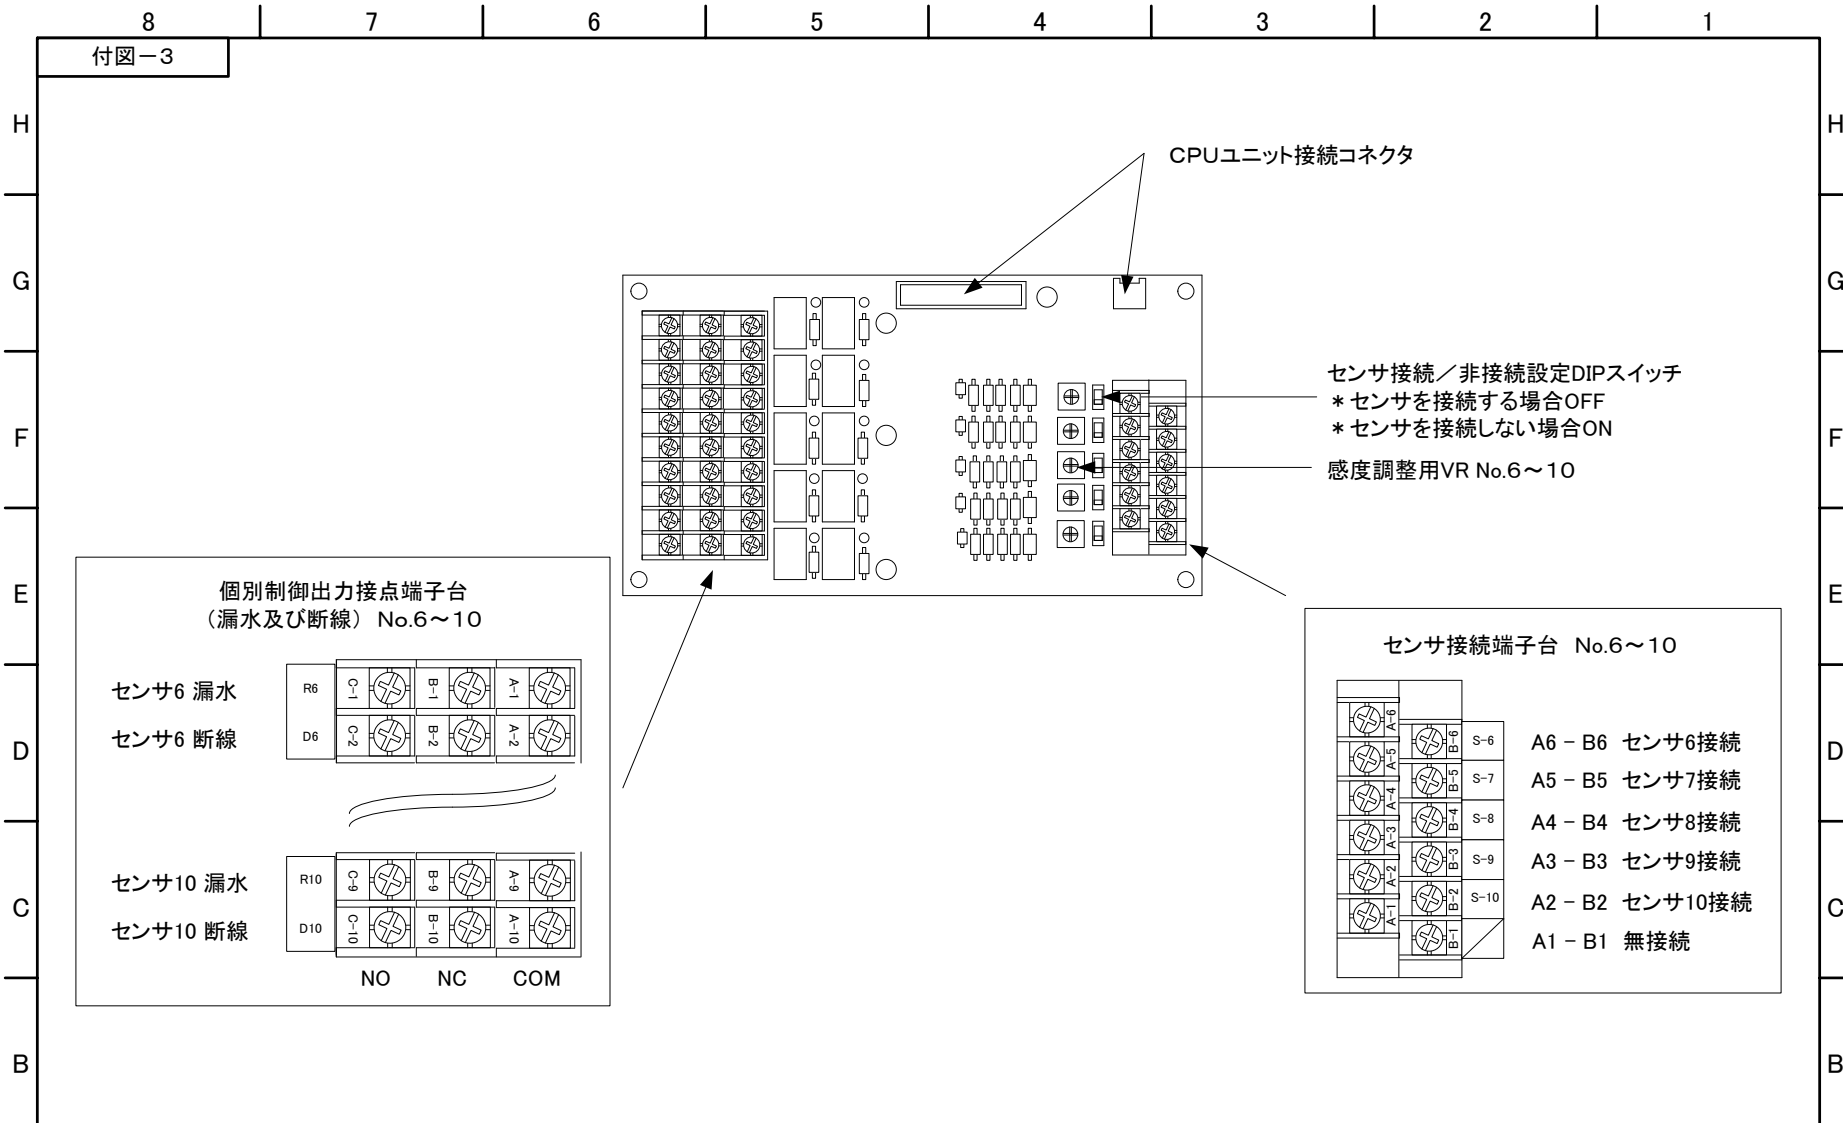 8 7 6 5 4 3 2 1
付図－3
H H
CPUユニット接続コネクタ
G G
センサ接続／非接続設定DIPスイッチ
＊センサを接続する場合OFF
＊センサを接続しない場合ON
F F
感度調整用VR No.6～10
E E
個別制御出力接点端子台
（漏水及び断線） No.6～10
センサ6 漏水 R6 C-1 B-1 A-1
センサ6 断線 D6 C-2 B-2 A-2
センサ10 漏水 R10 C-9 B-9 A-9
センサ10 断線 D10 C-10 B-10 A-10
NO NC COM
センサ接続端子台 No.6～10
A-6
B-6 S-6 A6 - B6 センサ6接続
A-5
B-5 S-7 A5 - B5 センサ7接続
A-4
B-4 S-8 A4 - B4 センサ8接続
A-3
B-3 S-9 A3 - B3 センサ9接続
A-2
B-2 S-10 A2 - B2 センサ10接続
A-1
B-1 A1 - B1 無接続
D D
C C
B B